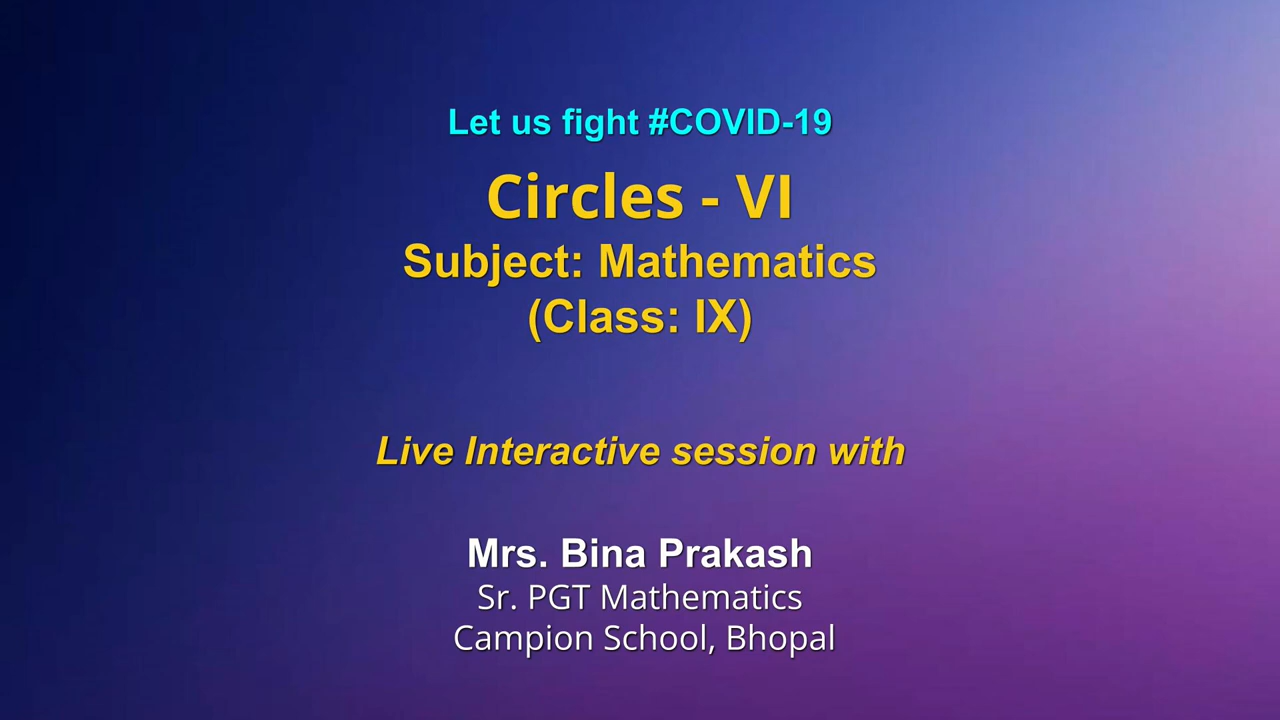 Let us fight #COVID-19
Circles - VI
Subject: Mathematics
(Class: IX)
Live Interactive session with
Mrs. Bina Prakash
Sr. PGT Mathematics
Campion School, Bhopal